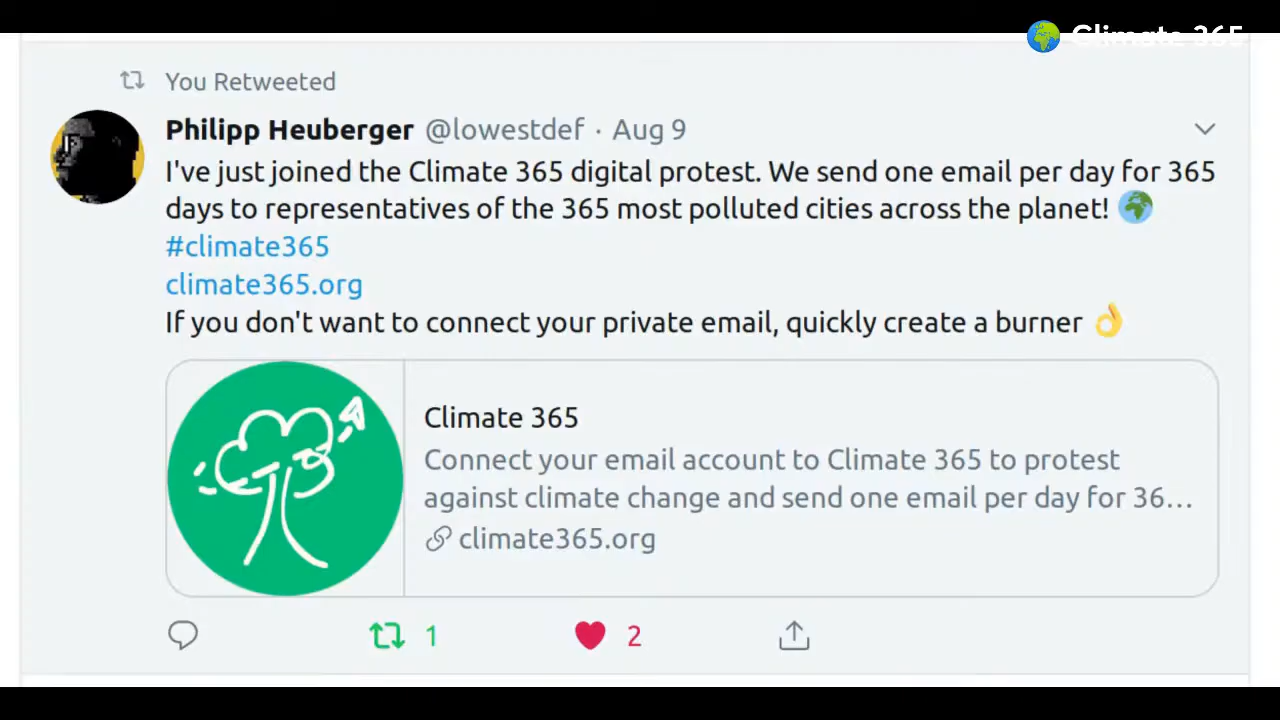 Climate 365
You Retweeted
Philipp Heuberger @lowestdef · Aug 9
I've just joined the Climate 365 digital protest. We send one email per day for 365
days to representatives of the 365 most polluted cities across the planet! 🌍
#climate365
climate365.org
If you don't want to connect your private email, quickly create a burner 👌
Climate 365
Connect your email account to Climate 365 to protest
against climate change and send one email per day for 36...
climate365.org
1 2